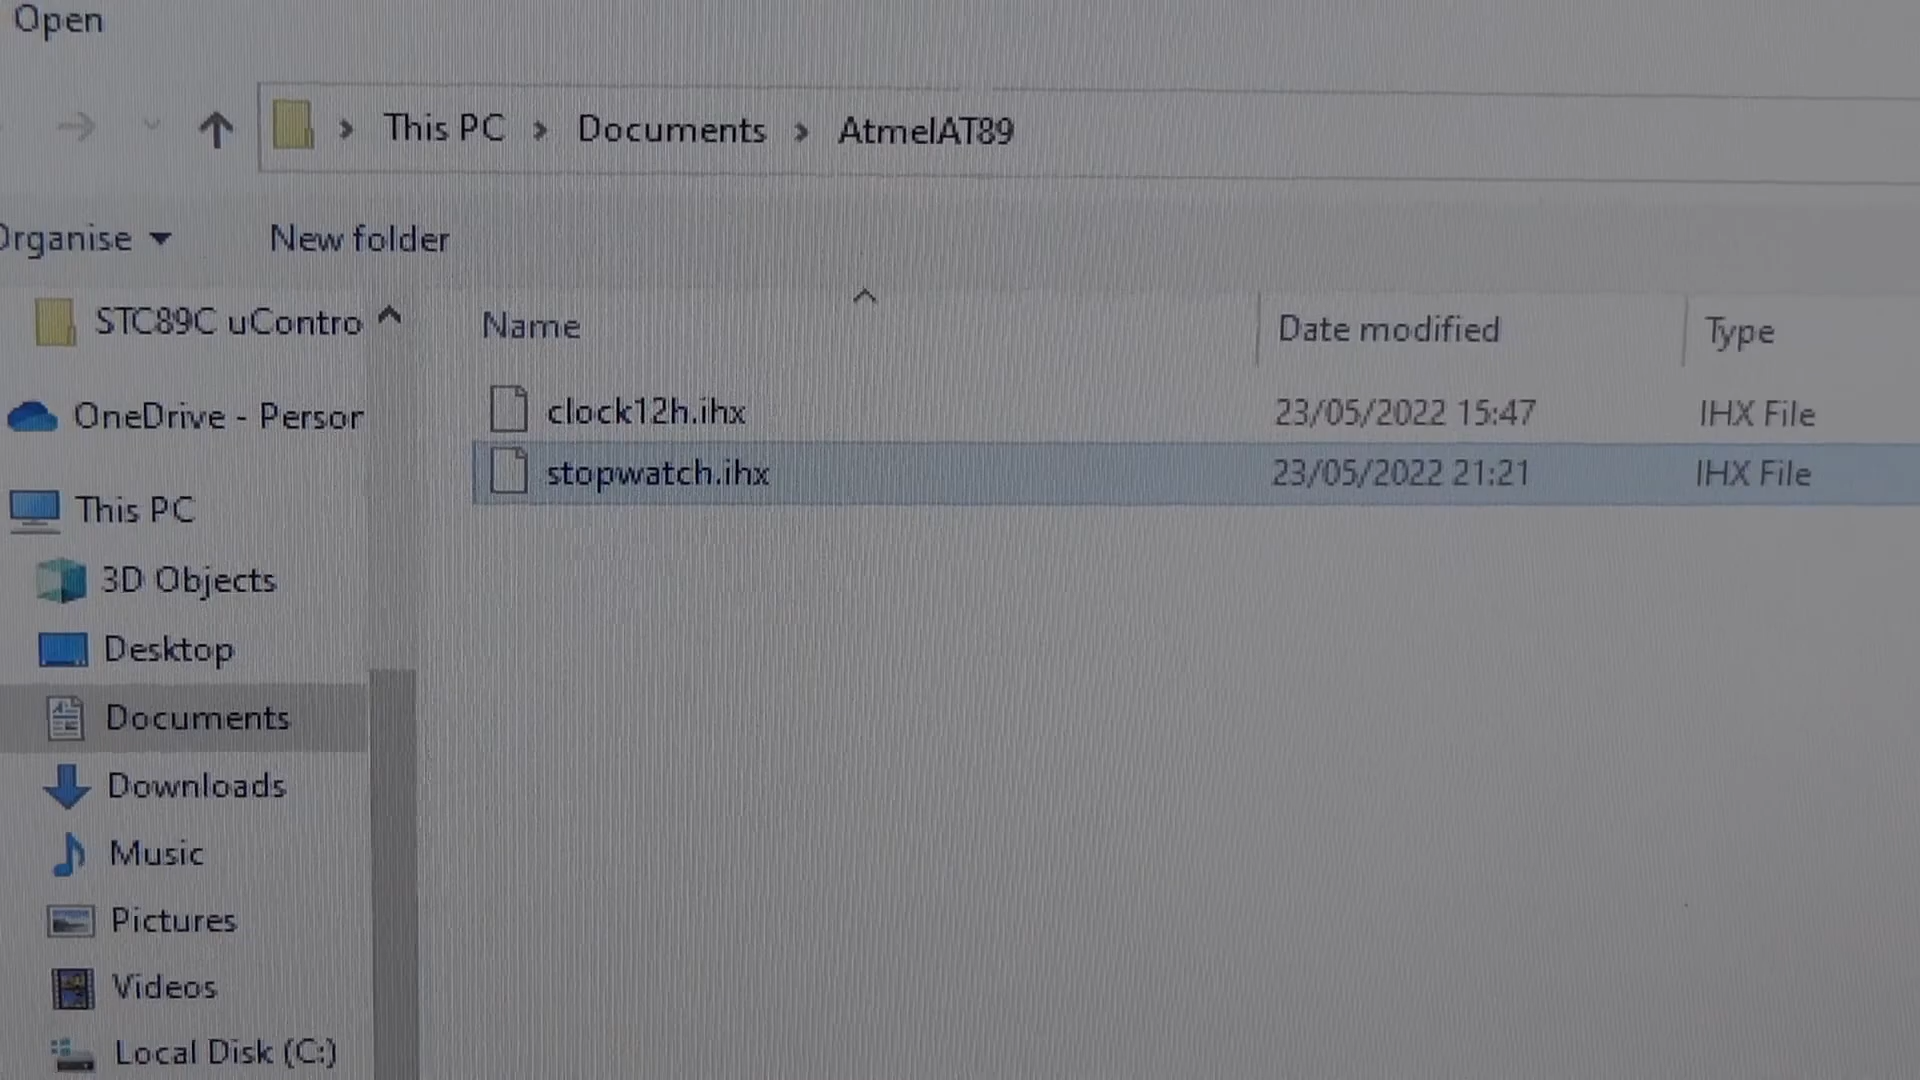 Open
This PC
Documents
AtmelAT89
Organise
New folder
STC89C uContro
OneDrive - Person
This PC
3D Objects
Desktop
Documents
Downloads
Music
Pictures
Videos
Local Disk (C:)
Name
Date modified
Type
clock12h.ihx
23/05/2022 15:47
IHX File
stopwatch.ihx
23/05/2022 21:21
IHX File